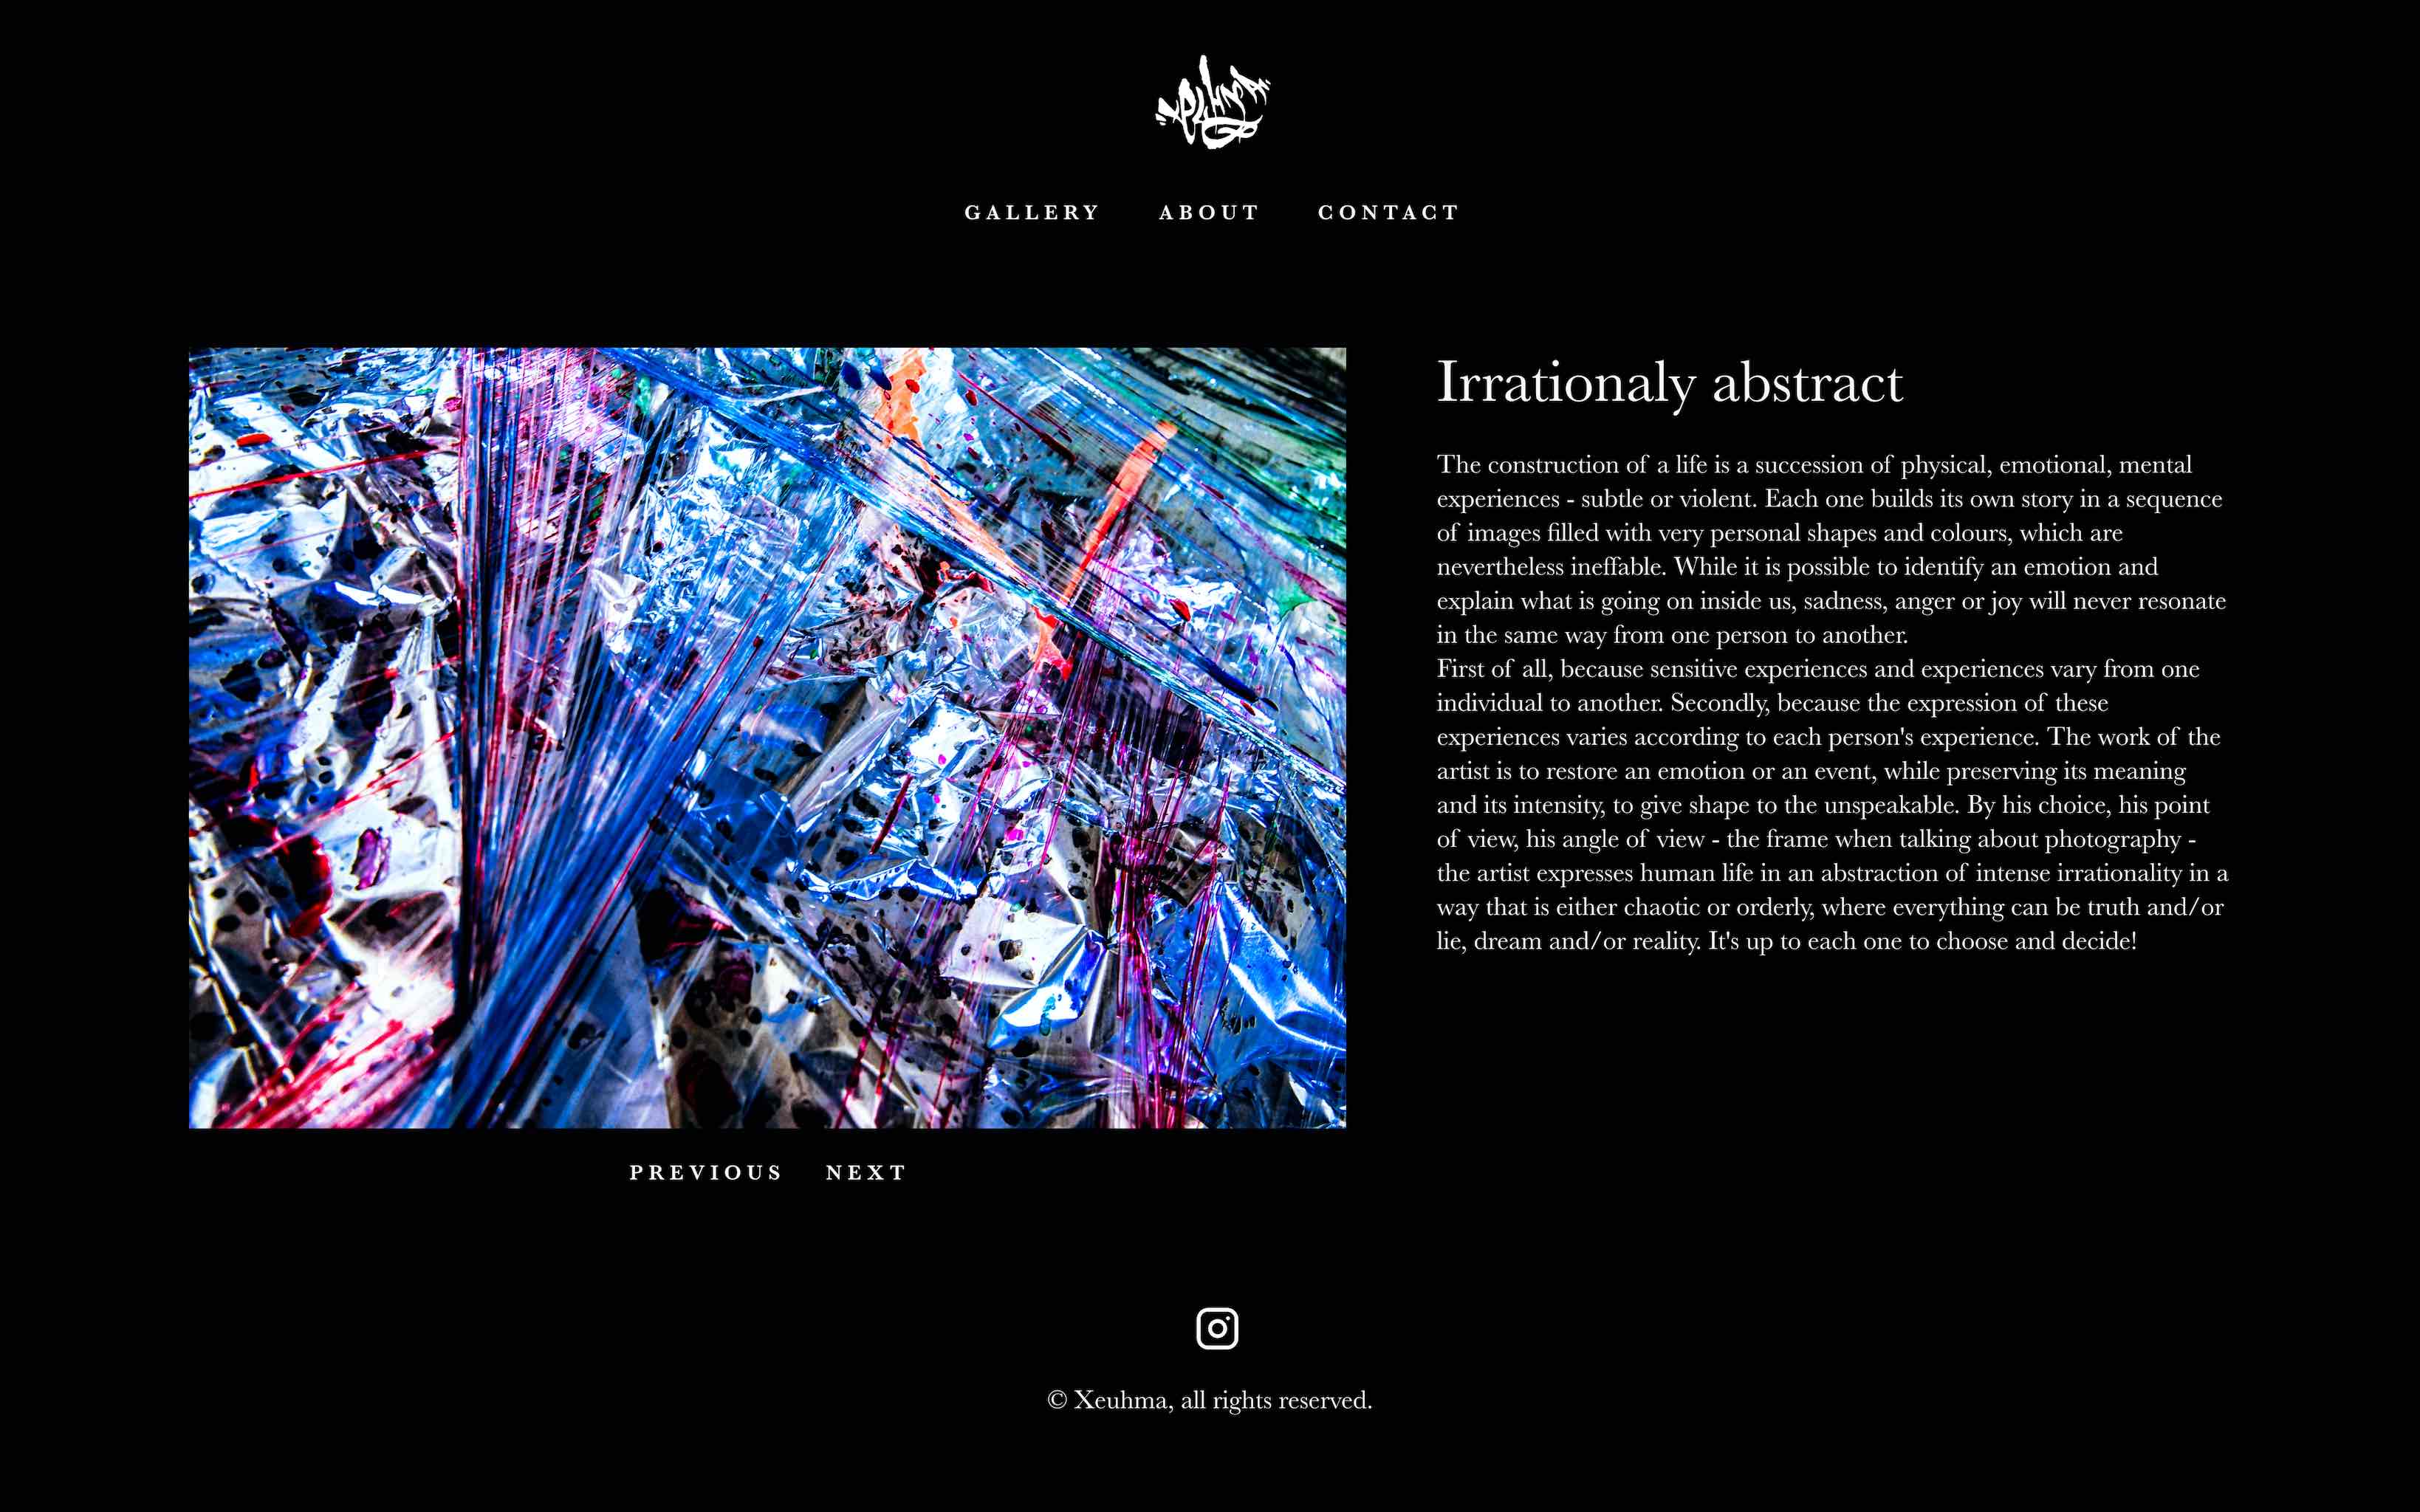 Xeuhma
GALLERY ABOUT CONTACT
Irrationaly abstract
The construction of a life is a succession of physical, emotional, mental
experiences - subtle or violent. Each one builds its own story in a sequence
of images filled with very personal shapes and colours, which are
nevertheless ineffable. While it is possible to identify an emotion and
explain what is going on inside us, sadness, anger or joy will never resonate
in the same way from one person to another.
First of all, because sensitive experiences and experiences vary from one
individual to another. Secondly, because the expression of these
experiences varies according to each person's experience. The work of the
artist is to restore an emotion or an event, while preserving its meaning
and its intensity, to give shape to the unspeakable. By his choice, his point
of view, his angle of view - the frame when talking about photography -
the artist expresses human life in an abstraction of intense irrationality in a
way that is either chaotic or orderly, where everything can be truth and/or
lie, dream and/or reality. It's up to each one to choose and decide!
PREVIOUS NEXT
© Xeuhma, all rights reserved.